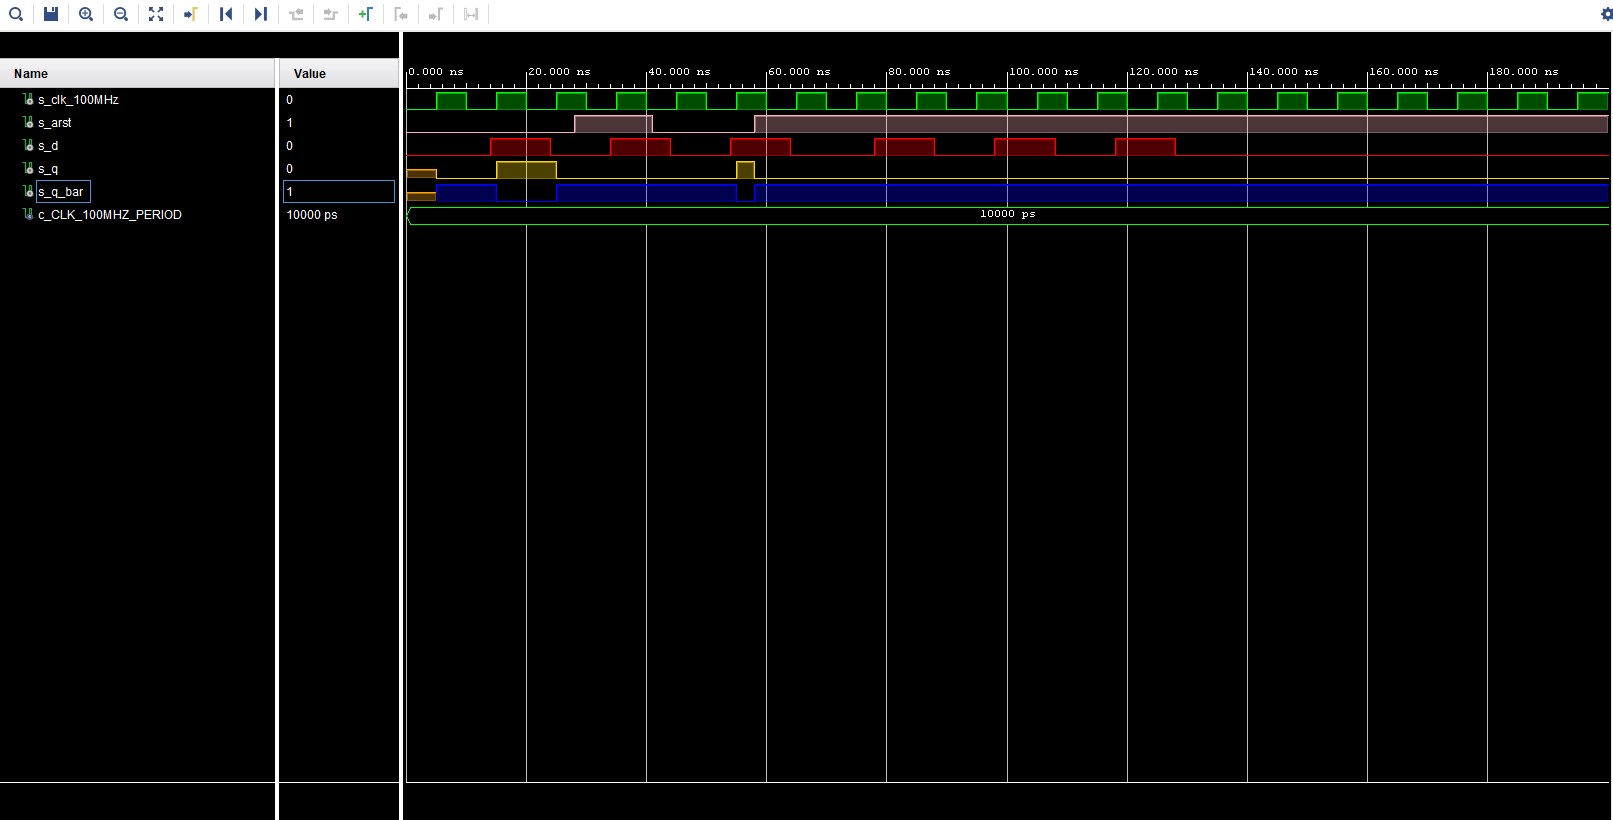 Name Value
0.000 ns 20.000 ns 40.000 ns 60.000 ns 80.000 ns 100.000 ns 120.000 ns 140.000 ns 160.000 ns 180.000 ns
s_clk_100MHz 0
s_arst 1
s_d 0
s_q 0
s_q_bar 1
c_CLK_100MHZ_PERIOD 10000 ps 10000 ps